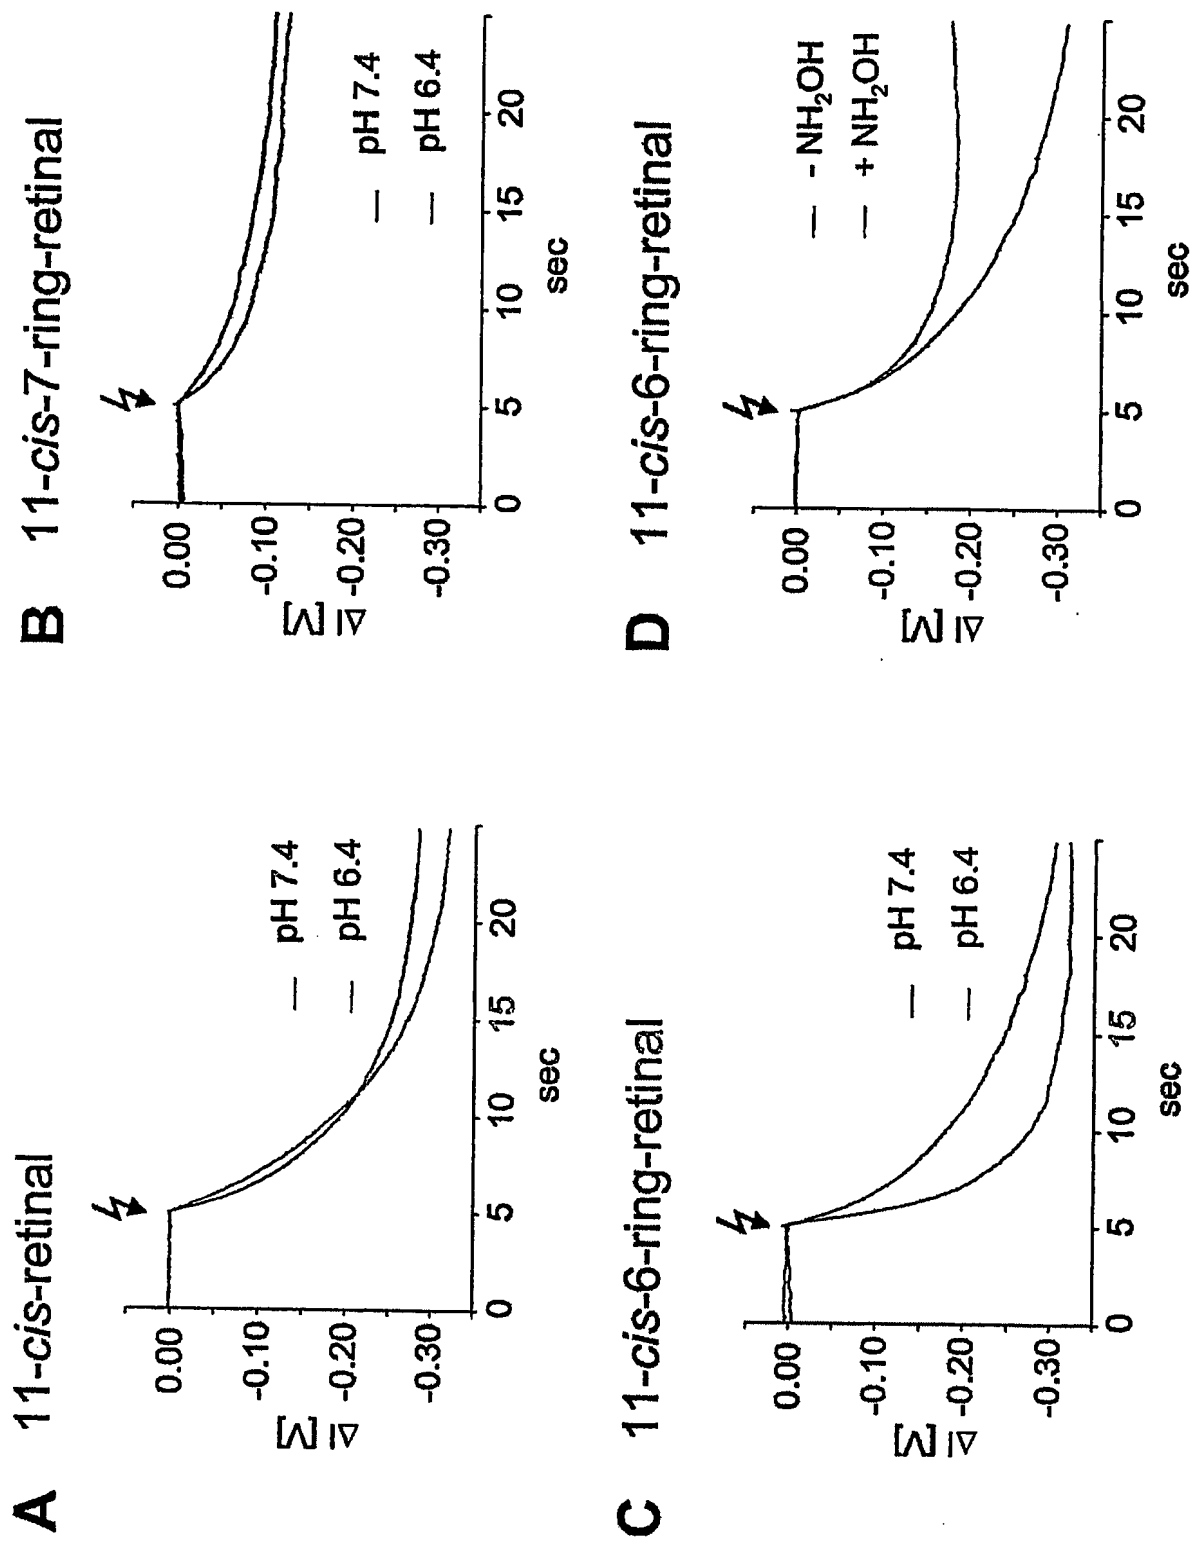 A 11-cis-retinal
0.00
-0.10
-0.20
-0.30
ΔI [V]
0 5 10 15 20
sec
— pH 7.4
— pH 6.4
B 11-cis-7-ring-retinal
0.00
-0.10
-0.20
-0.30
ΔI [V]
0 5 10 15 20
sec
— pH 7.4
— pH 6.4
C 11-cis-6-ring-retinal
0.00
-0.10
-0.20
-0.30
ΔI [V]
0 5 10 15 20
sec
— pH 7.4
— pH 6.4
D 11-cis-6-ring-retinal
0.00
-0.10
-0.20
-0.30
ΔI [V]
0 5 10 15 20
sec
— - NH₂OH
— + NH₂OH